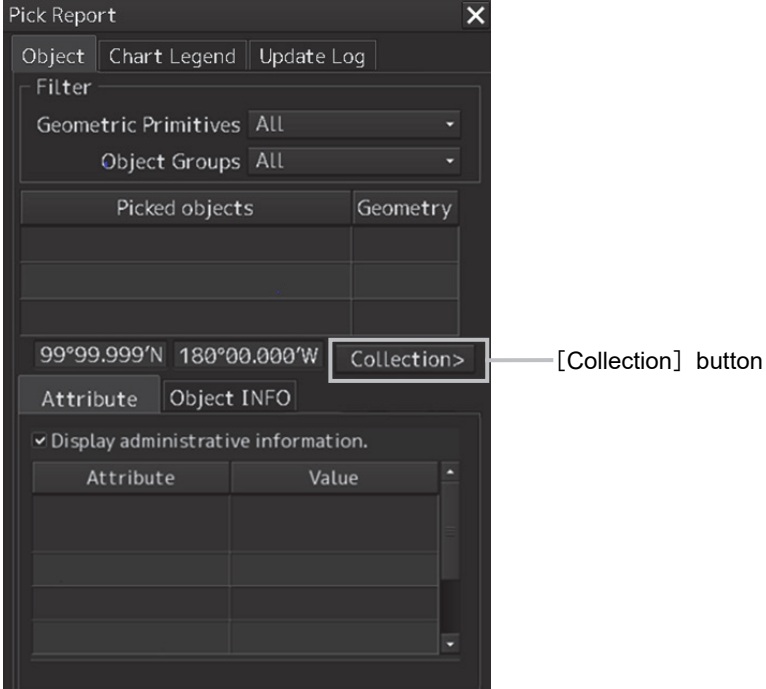 Pick Report
Object Chart Legend Update Log
Filter
Geometric Primitives All
Object Groups All
Picked objects Geometry
99°99.999'N 180°00.000'W Collection>
[Collection] button
Attribute Object INFO
Display administrative information.
Attribute Value